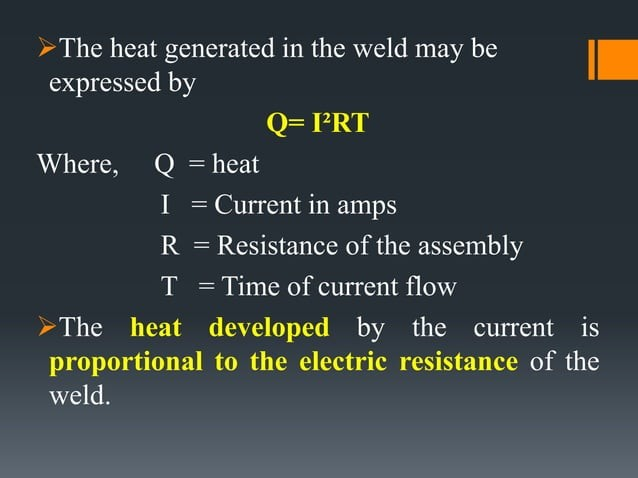 ➢The heat generated in the weld may be
expressed by
Q= I²RT
Where, Q = heat
I = Current in amps
R = Resistance of the assembly
T = Time of current flow
➢The heat developed by the current is
proportional to the electric resistance of the
weld.